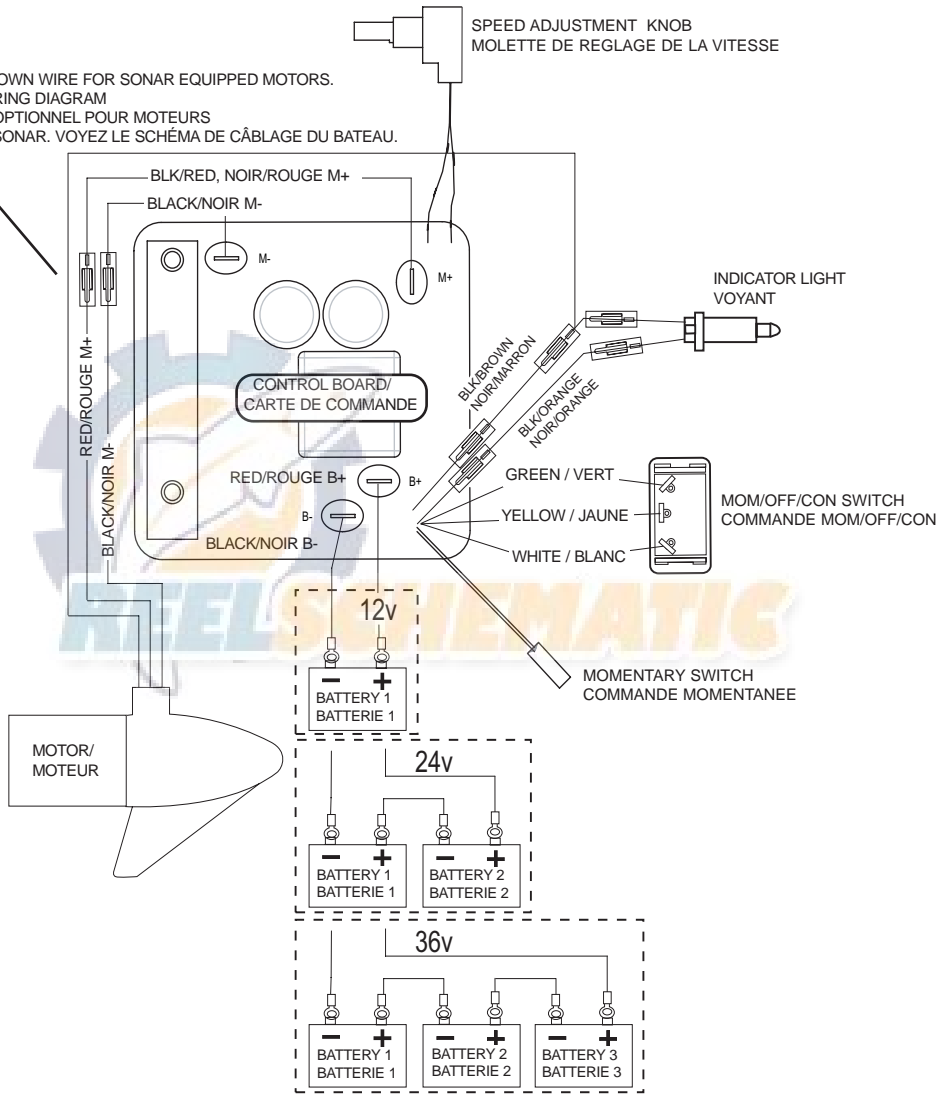 SPEED ADJUSTMENT KNOB
MOLETTE DE REGLAGE DE LA VITESSE
OWN WIRE FOR SONAR EQUIPPED MOTORS.
RING DIAGRAM
OPTIONNEL POUR MOTEURS
SONAR. VOYEZ LE SCHÉMA DE CÂBLAGE DU BATEAU.
BLK/RED, NOIR/ROUGE M+
BLACK/NOIR M-
M-
M+
INDICATOR LIGHT
VOYANT
RED/ROUGE M+
BLACK/NOIR M-
BLK/BROWN
NOIR/MARRON
BLK/ORANGE
NOIR/ORANGE
CONTROL BOARD/
CARTE DE COMMANDE
RED/ROUGE B+
B+
B-
BLACK/NOIR B-
GREEN / VERT
YELLOW / JAUNE
WHITE / BLANC
MOM/OFF/CON SWITCH
COMMANDE MOM/OFF/CON
REELSCHEMATIC
12v
- +
BATTERY 1
BATTERIE 1
MOMENTARY SWITCH
COMMANDE MOMENTANEE
MOTOR/
MOTEUR
24v
- +
BATTERY 1
BATTERIE 1
- +
BATTERY 2
BATTERIE 2
36v
- +
BATTERY 1
BATTERIE 1
- +
BATTERY 2
BATTERIE 2
- +
BATTERY 3
BATTERIE 3